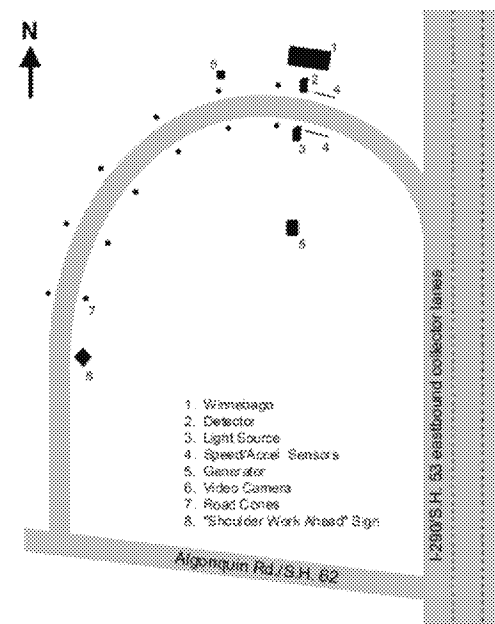 N
1
6
2
4
3
4
5
7
8
1. Winnebago
2. Detector
3. Light Source
4. Speed/Accel Sensors
5. Generator
6. Video Camera
7. Road Cones
8. "Shoulder Work Ahead" Sign
I-290/S.H. 53 eastbound collector lanes
Algonquin Rd./S.H. 62